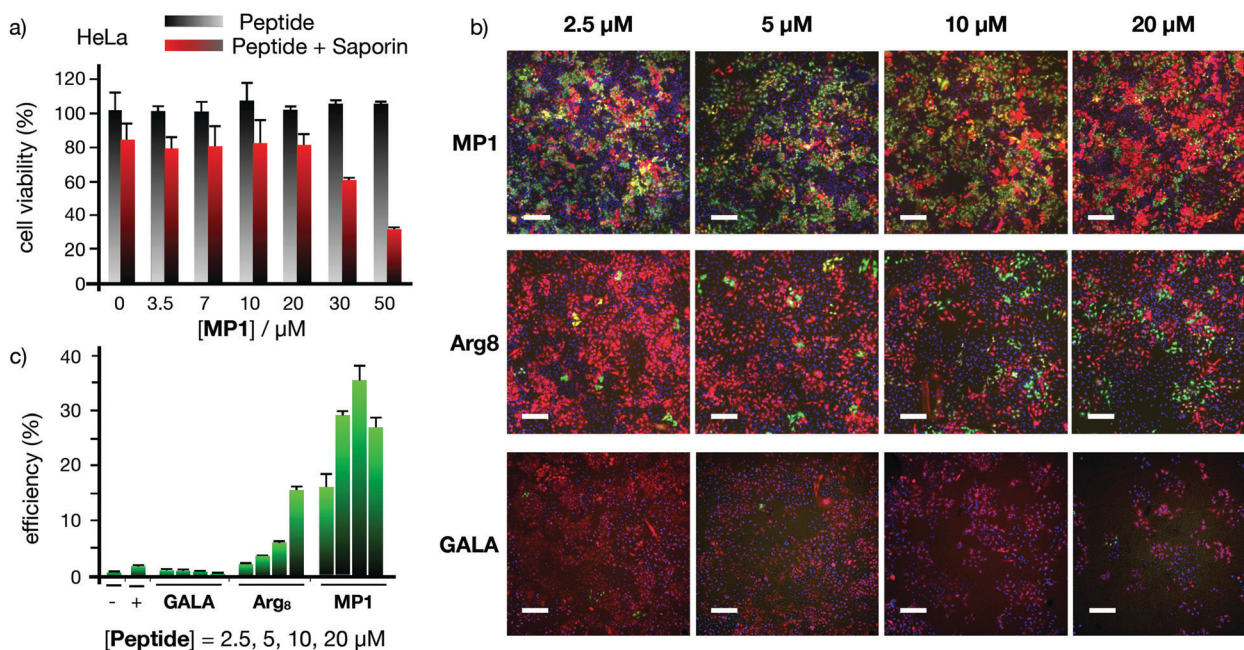 a)
HeLa
Peptide
Peptide + Saporin
cell viability (%)
120
100
80
60
40
20
0
0 3.5 7 10 20 30 50
[MP1] / µM
b)
2.5 µM 5 µM 10 µM 20 µM
MP1
Arg8
GALA
c)
efficiency (%)
40
30
20
10
0
- + GALA Arg₈ MP1
[Peptide] = 2.5, 5, 10, 20 µM